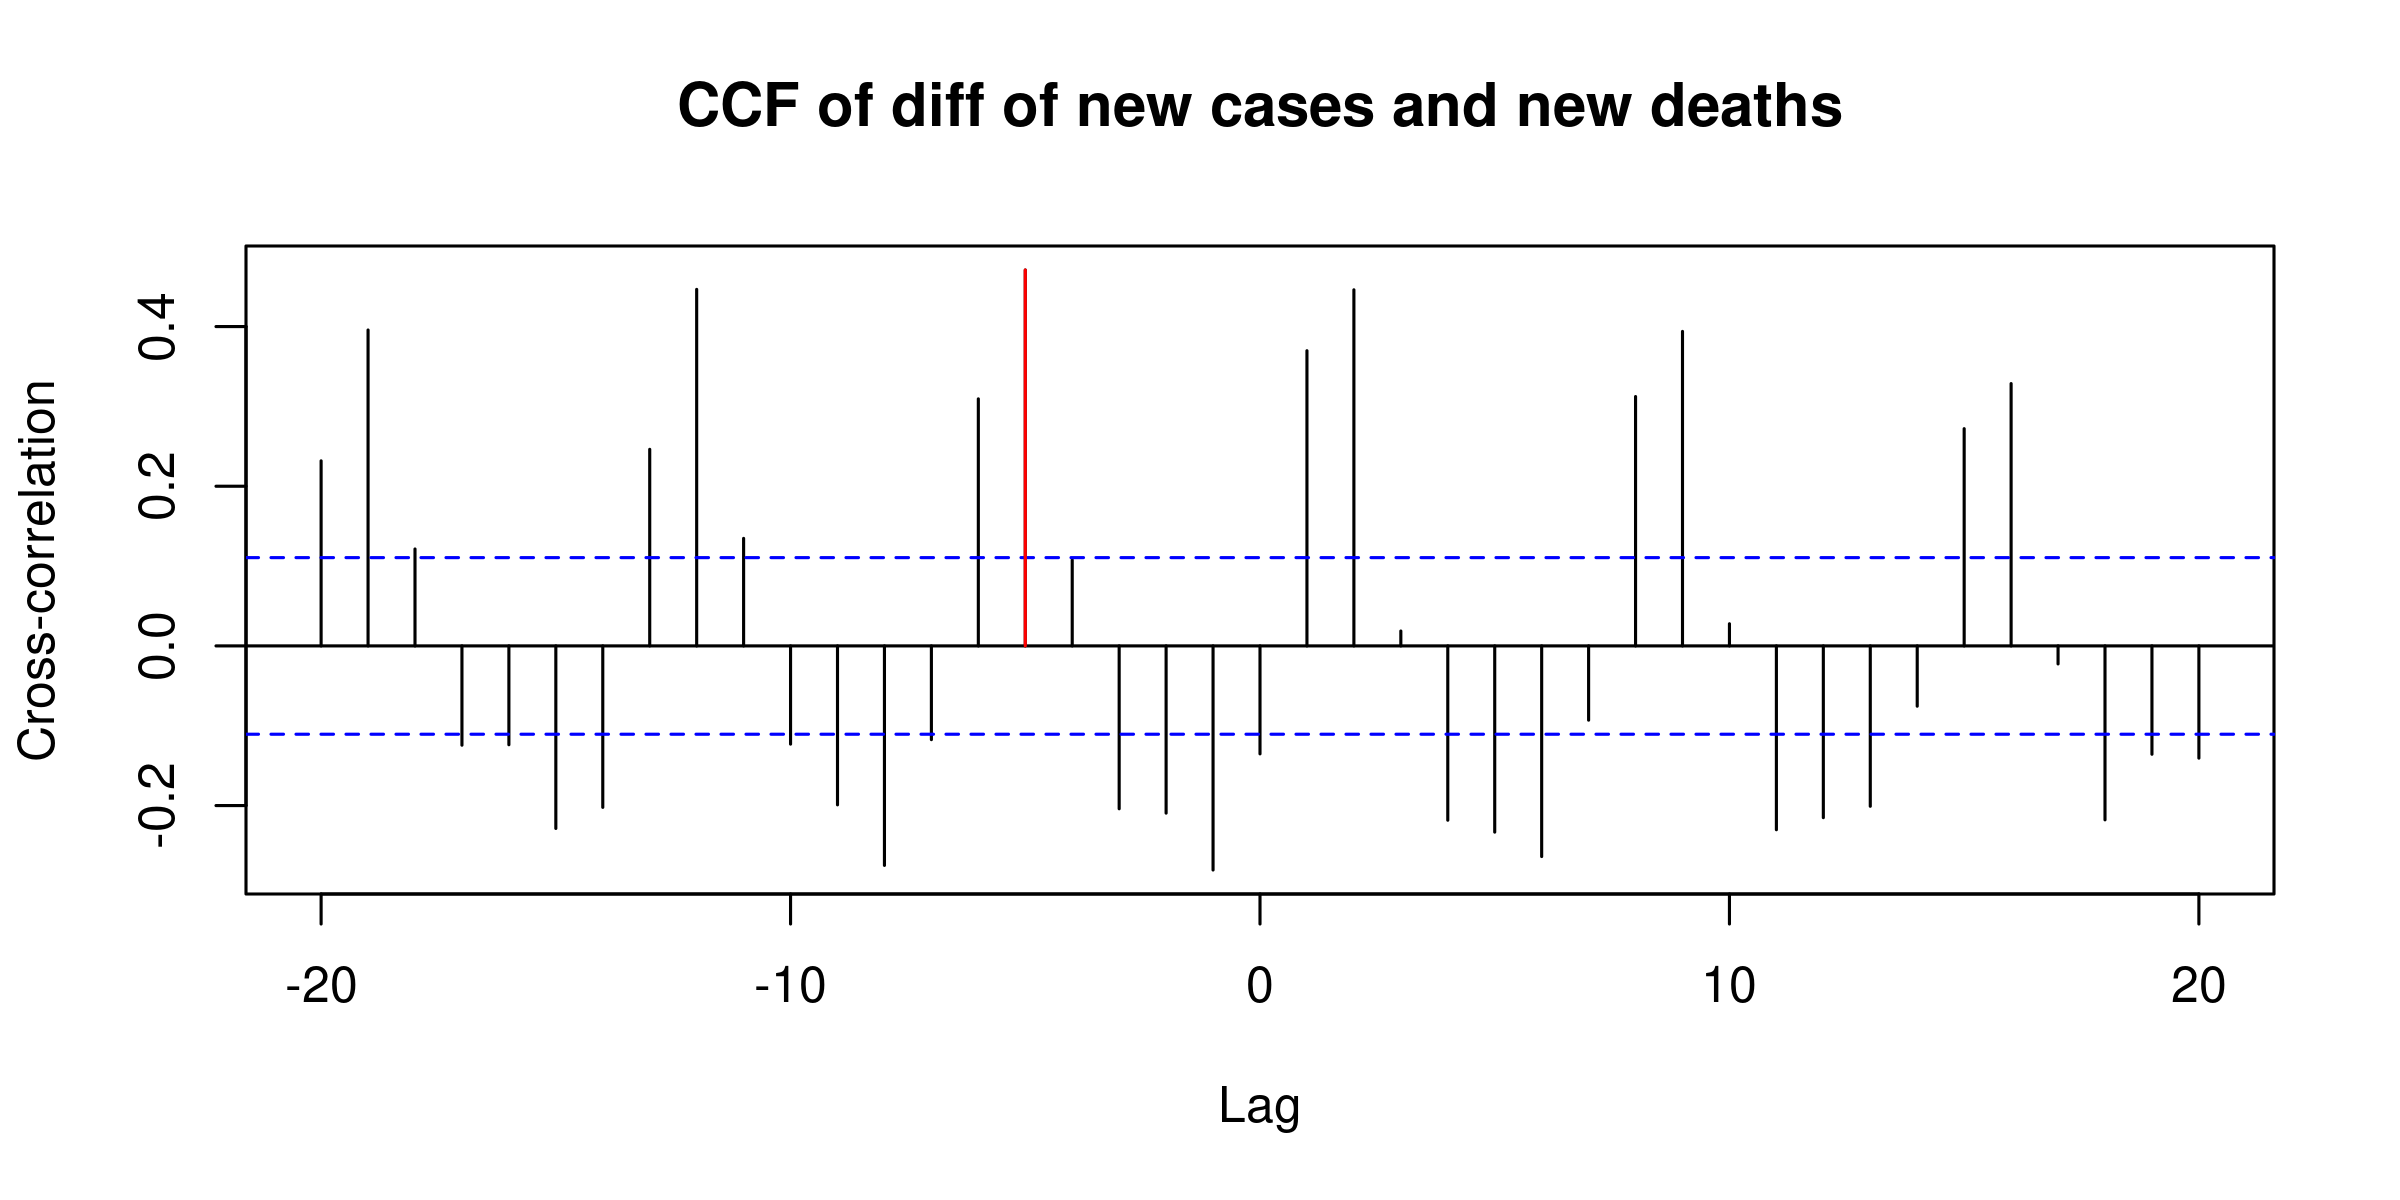 CCF of diff of new cases and new deaths
Cross-correlation
0.4
0.2
0.0
-0.2
-20 -10 0 10 20
Lag